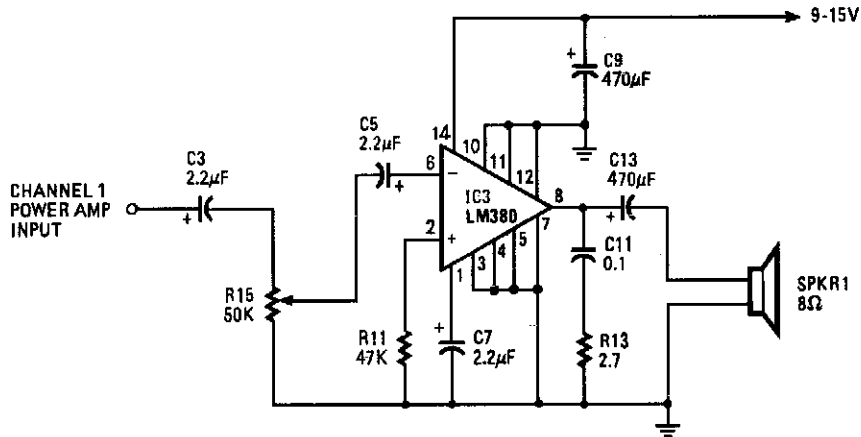 9-15V
C9
470µF
C5
2.2µF
14
10
11
12
C3
2.2µF
6
−
IC3
LM380
8
C13
470µF
CHANNEL 1
POWER AMP
INPUT
+
+
+
+
2
+
1
3
4
5
7
C11
0.1
R15
50K
SPKR1
8Ω
R11
47K
+
C7
2.2µF
R13
2.7